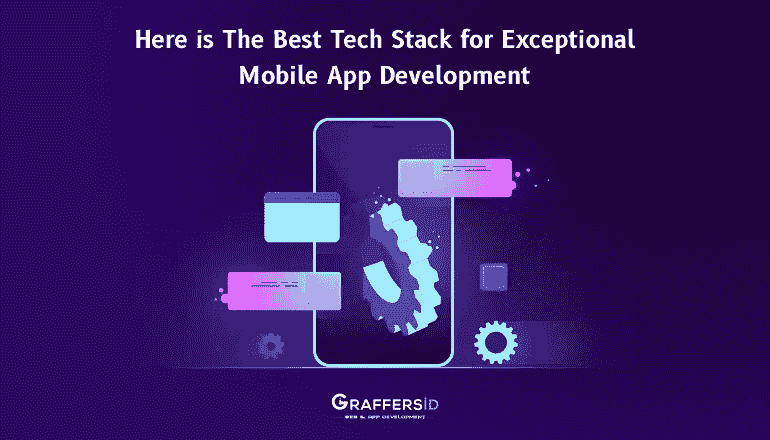 Here is The Best Tech Stack for Exceptional
Mobile App Development
GRAFFERSiD
WEB & APP DEVELOPMENT